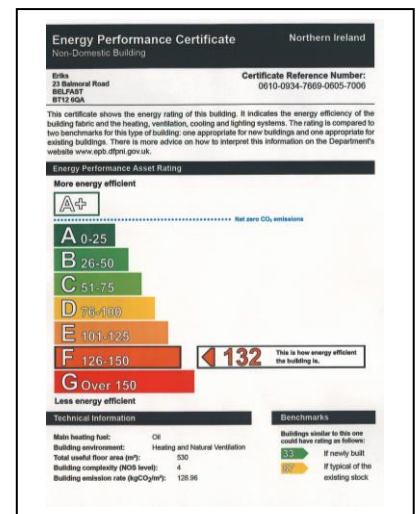 Energy Performance Certificate
Northern Ireland
Non-Domestic Building
Eriks
23 Balmoral Road
BELFAST
BT12 6QA
Certificate Reference Number:
0610-0934-7669-0605-7006
This certificate shows the energy rating of this building. It indicates the energy efficiency of the
building fabric and the heating, ventilation, cooling and lighting systems. The rating is compared to
two benchmarks for this type of building: one appropriate for new buildings and one appropriate for
existing buildings. There is more advice on how to interpret this information on the Department's
website www.epb.dfpni.gov.uk.
Energy Performance Asset Rating
More energy efficient
A+
Net zero CO₂ emissions
A 0-25
B 26-50
C 51-75
D 76-100
E 101-125
F 126-150
132
This is how energy efficient
the building is.
G Over 150
Less energy efficient
Technical Information
Main heating fuel: Oil
Building environment: Heating and Natural Ventilation
Total useful floor area (m²): 530
Building complexity (NOS level): 4
Building emission rate (kgCO₂/m²): 128.96
Benchmarks
Buildings similar to this one
could have rating as follows:
33 If newly built
If typical of the
existing stock